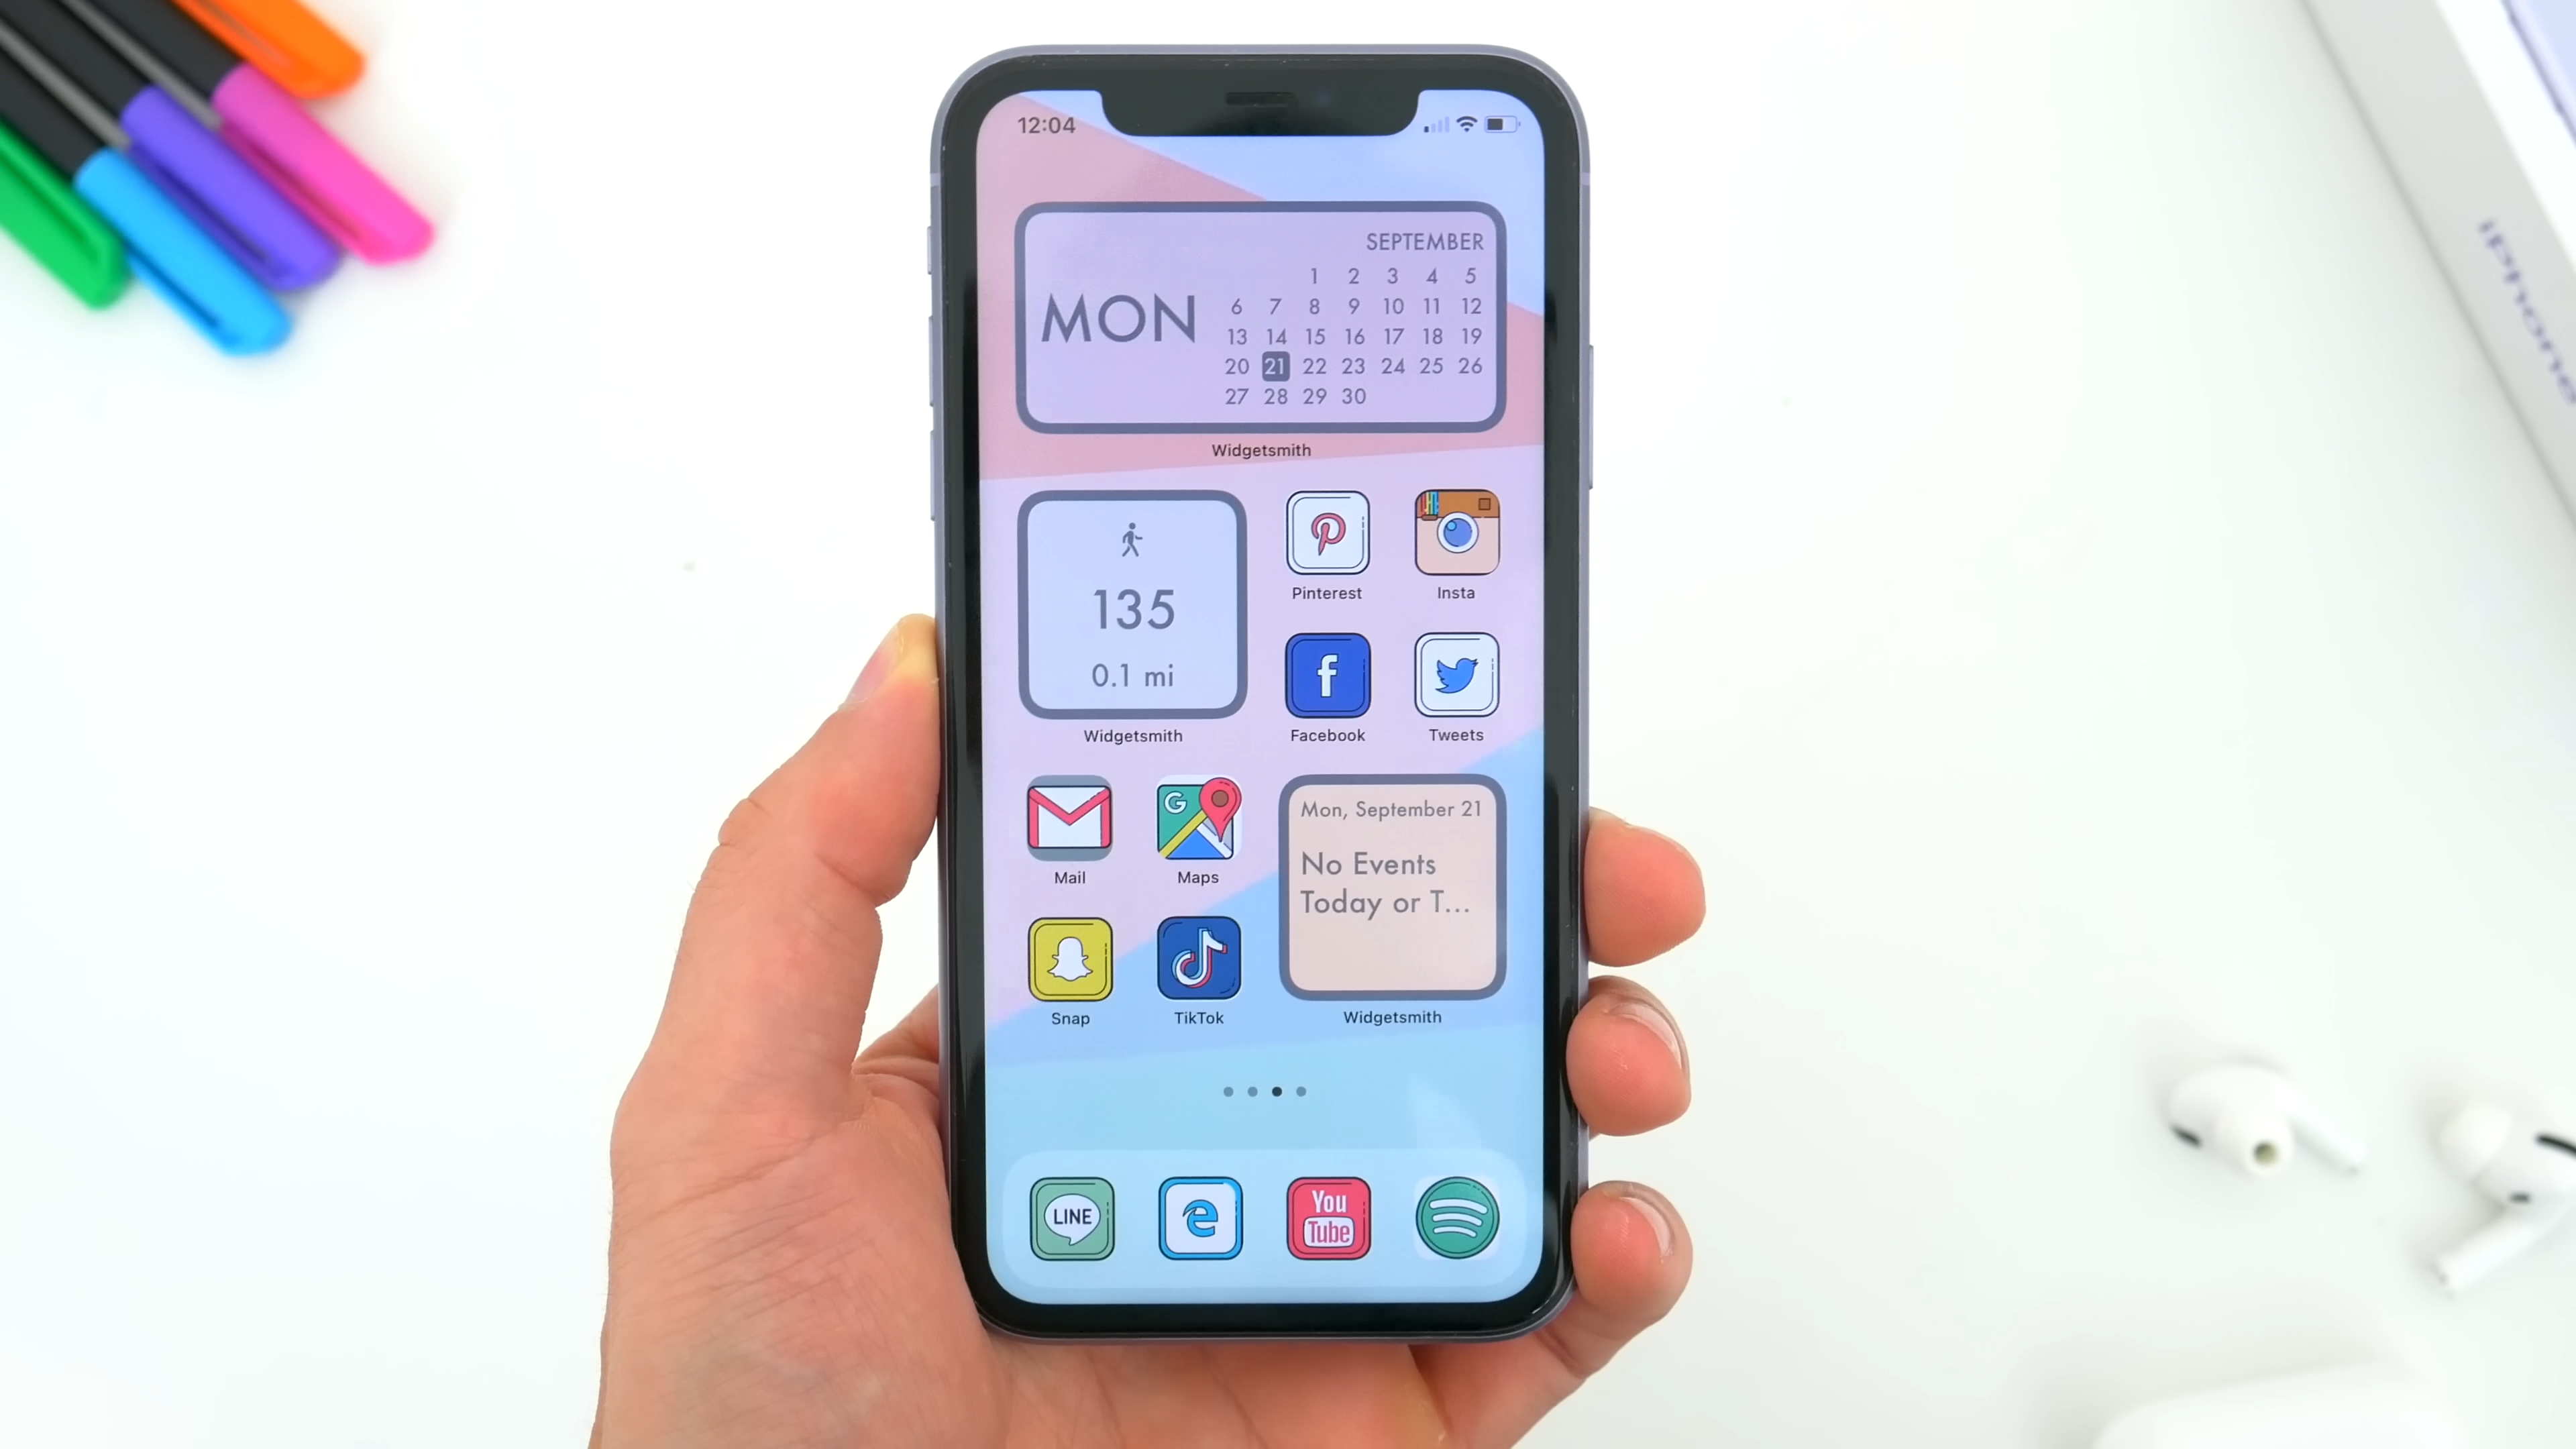 12:04
SEPTEMBER
MON
1 2 3 4 5
6 7 8 9 10 11 12
13 14 15 16 17 18 19
20 21 22 23 24 25 26
27 28 29 30
Widgetsmith
135
0.1 mi
Widgetsmith
Pinterest
Insta
f
Facebook
Tweets
Mail
G
Maps
Mon, September 21
No Events
Today or T...
Snap
TikTok
Widgetsmith
LINE
e
You
Tube
iPhone